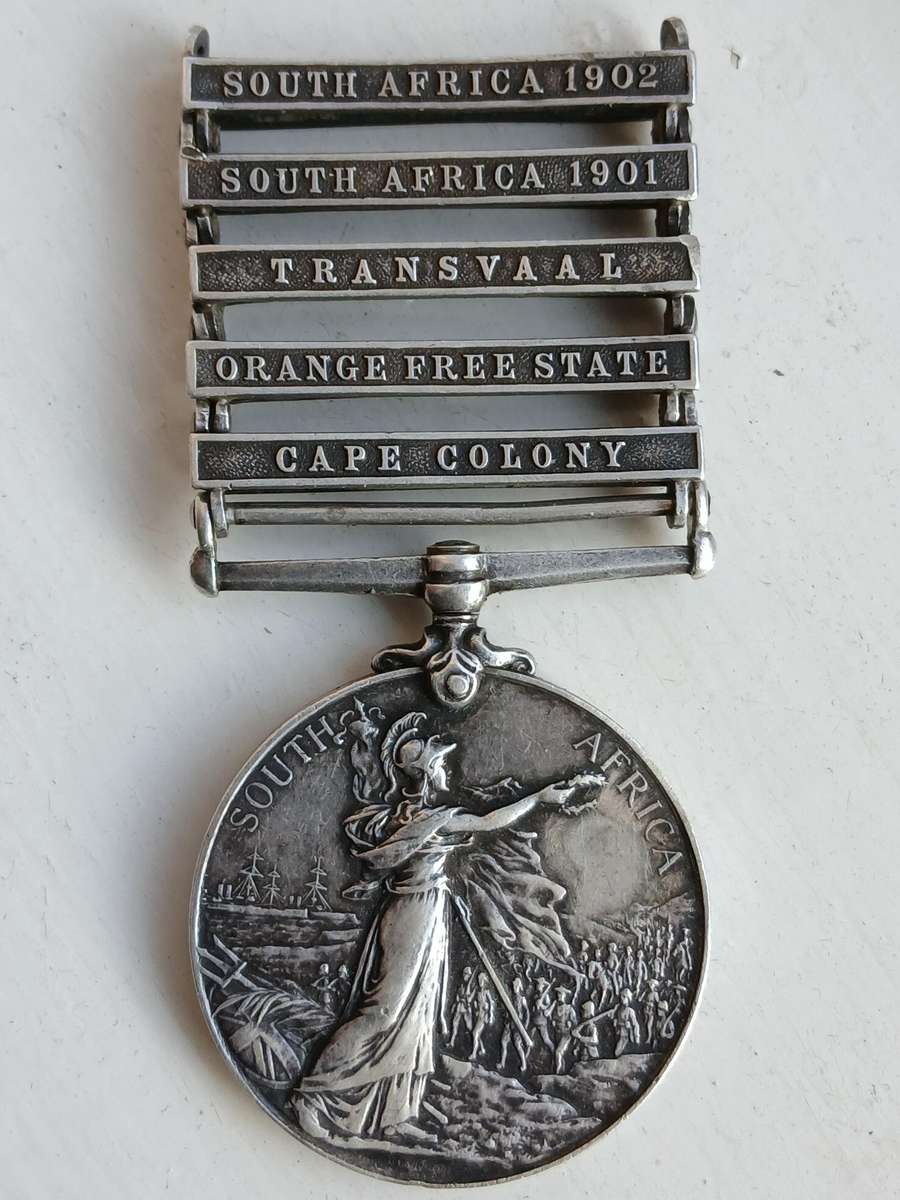 SOUTH AFRICA 1902
SOUTH AFRICA 1901
TRANSVAAL
ORANGE FREE STATE
CAPE COLONY
SOUTH AFRICA